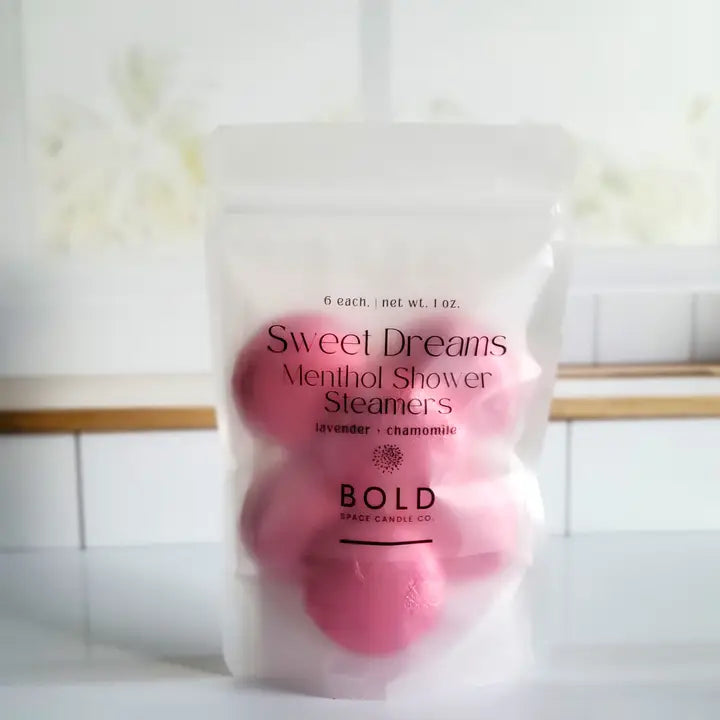 6 each. | net wt. 1 oz.
Sweet Dreams
Menthol Shower
Steamers
lavender · chamomile
BOLD
SPACE CANDLE CO.